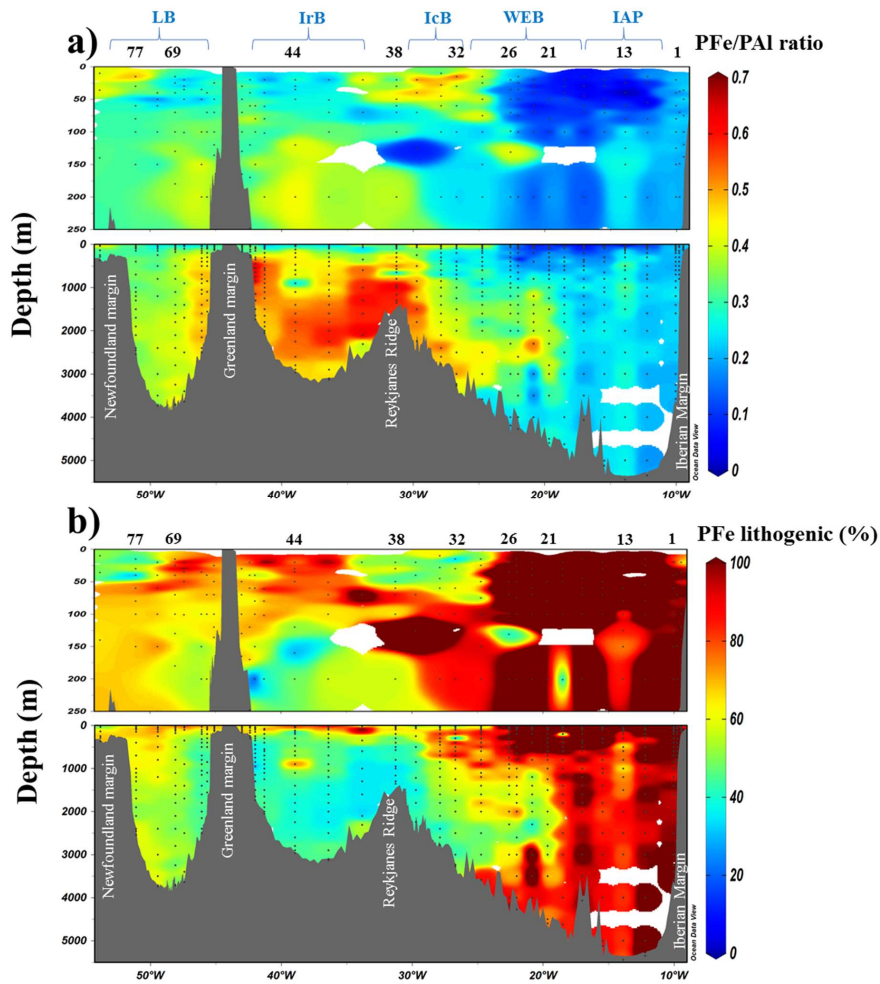 LB IrB IcB WEB IAP
a) 77 69 44 38 32 26 21 13 1 PFe/PAl ratio
0
50
100
150
200
250
0
1000
2000
3000
4000
5000
Depth (m)
Newfoundland margin
Greenland margin
Reykjanes Ridge
Iberian Margin
Ocean Data View
50°W 40°W 30°W 20°W 10°W
0.7
0.6
0.5
0.4
0.3
0.2
0.1
0
b) 77 69 44 38 32 26 21 13 1 PFe lithogenic (%)
0
50
100
150
200
250
0
1000
2000
3000
4000
5000
Depth (m)
Newfoundland margin
Greenland margin
Reykjanes Ridge
Iberian Margin
Ocean Data View
50°W 40°W 30°W 20°W 10°W
100
80
60
40
20
0